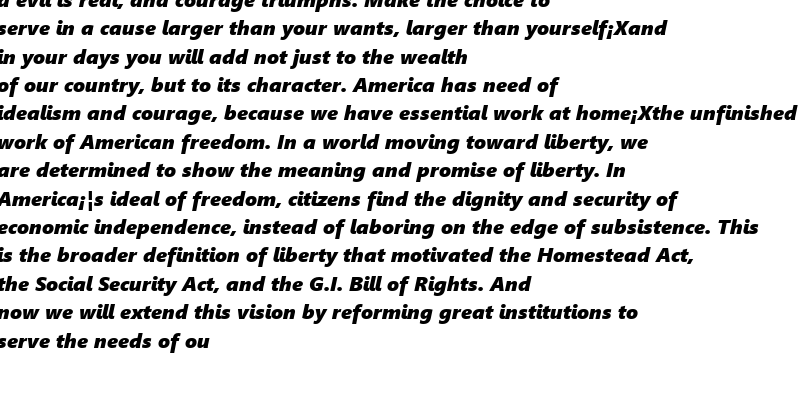 d evil is real, and courage triumphs. Make the choice to
serve in a cause larger than your wants, larger than yourself¡Xand
in your days you will add not just to the wealth
of our country, but to its character. America has need of
idealism and courage, because we have essential work at home¡Xthe unfinished
work of American freedom. In a world moving toward liberty, we
are determined to show the meaning and promise of liberty. In
America¡¦s ideal of freedom, citizens find the dignity and security of
economic independence, instead of laboring on the edge of subsistence. This
is the broader definition of liberty that motivated the Homestead Act,
the Social Security Act, and the G.I. Bill of Rights. And
now we will extend this vision by reforming great institutions to
serve the needs of ou